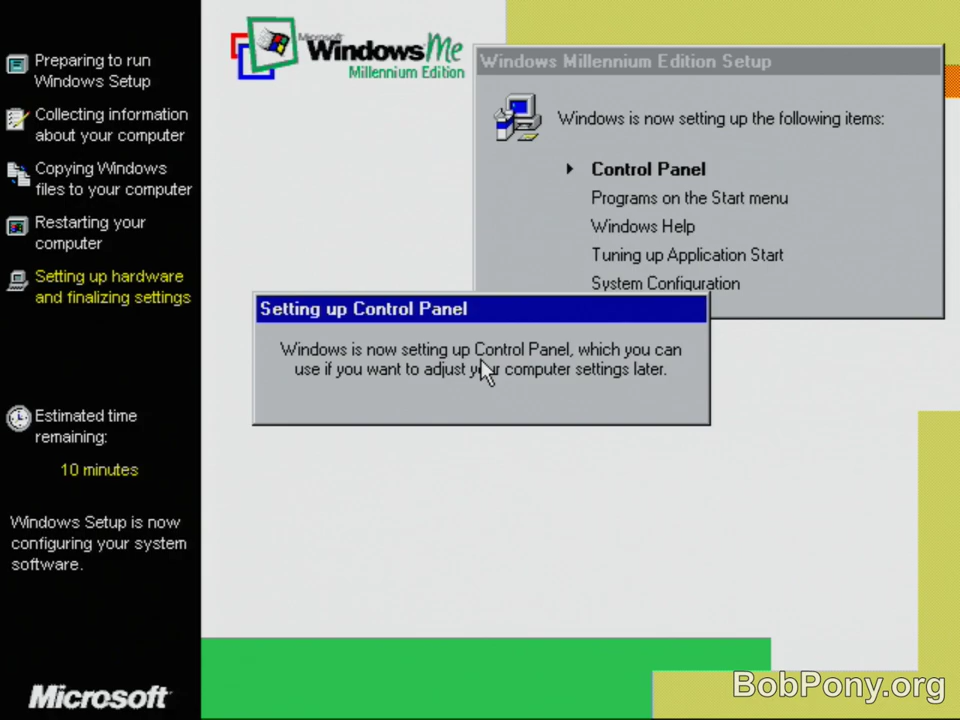 Preparing to run
Windows Setup
Collecting information
about your computer
Copying Windows
files to your computer
Restarting your
computer
Setting up hardware
and finalizing settings
Estimated time
remaining:
10 minutes
Windows Setup is now
configuring your system
software.
Microsoft
Microsoft
Windows Me
Millennium Edition
Windows Millennium Edition Setup
Windows is now setting up the following items:
Control Panel
Programs on the Start menu
Windows Help
Tuning up Application Start
System Configuration
Setting up Control Panel
Windows is now setting up Control Panel, which you can
use if you want to adjust your computer settings later.
BobPony.org